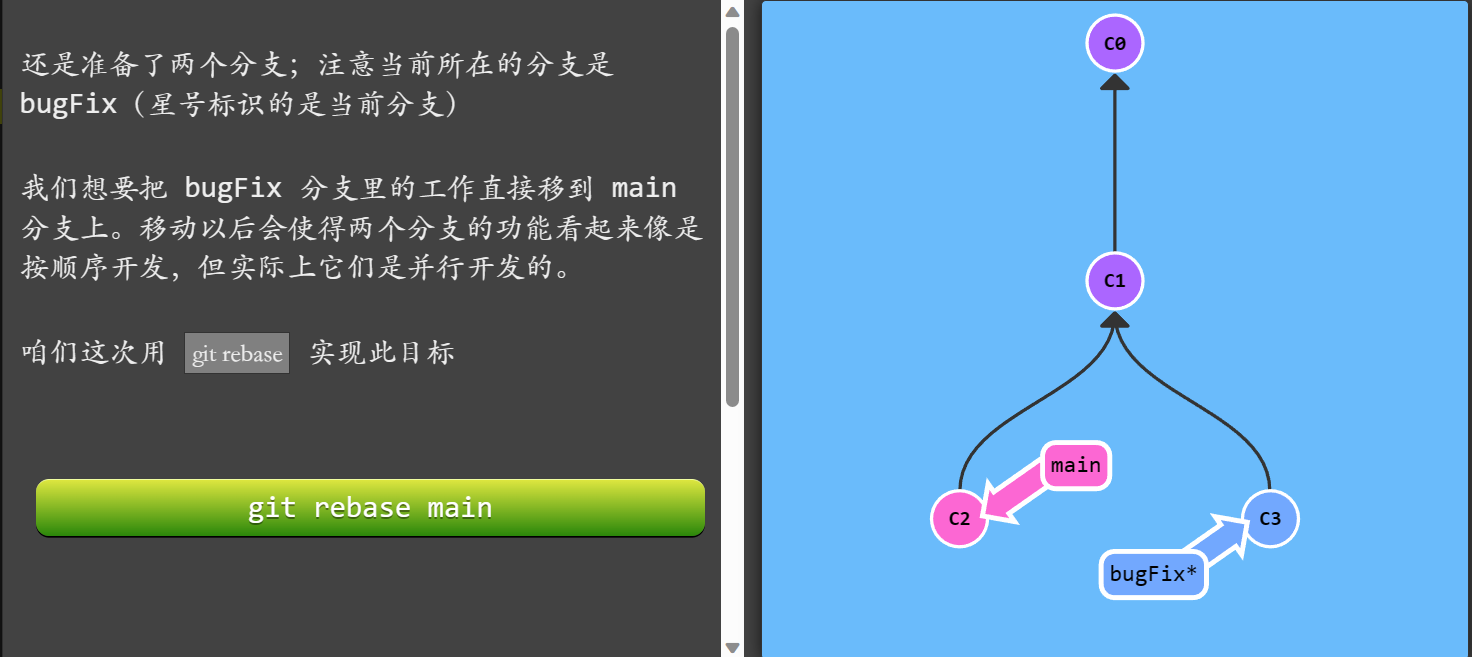 还是准备了两个分支；注意当前所在的分支是
bugFix（星号标识的是当前分支）
我们想要把 bugFix 分支里的工作直接移到 main
分支上。移动以后会使得两个分支的功能看起来像是
按顺序开发，但实际上它们是并行开发的。
咱们这次用 git rebase 实现此目标
git rebase main
C0
C1
main
C2
C3
bugFix*